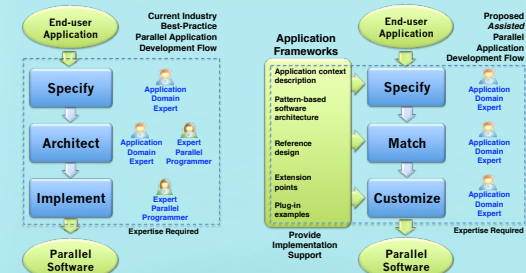 End-user
Application
Current Industry
Best-Practice
Parallel Application
Development Flow
Specify
Application
Domain
Expert
Architect
Application
Domain
Expert
Expert
Parallel
Programmer
Implement
Expert
Parallel
Programmer
Expertise Required
Parallel
Software
Application
Frameworks
End-user
Application
Proposed
Assisted
Parallel
Application
Development Flow
Application context
description
Pattern-based
software
architecture
Reference
design
Extension
points
Plug-in
examples
Provide
Implementation
Support
Specify
Application
Domain
Expert
Match
Application
Domain
Expert
Customize
Application
Domain
Expert
Expertise Required
Parallel
Software